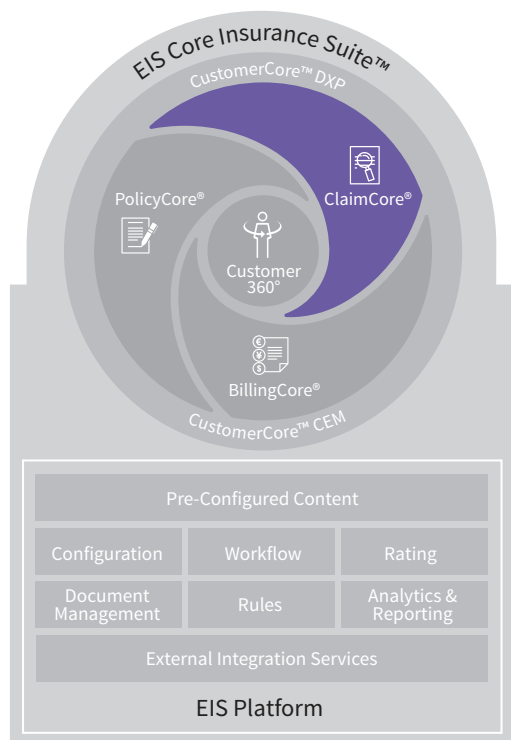 EIS Core Insurance Suite™
CustomerCore™ DXP
PolicyCore®
ClaimCore®
Customer
360°
BillingCore®
CustomerCore™ CEM
Pre-Configured Content
Configuration
Workflow
Rating
Document
Management
Rules
Analytics &
Reporting
External Integration Services
EIS Platform